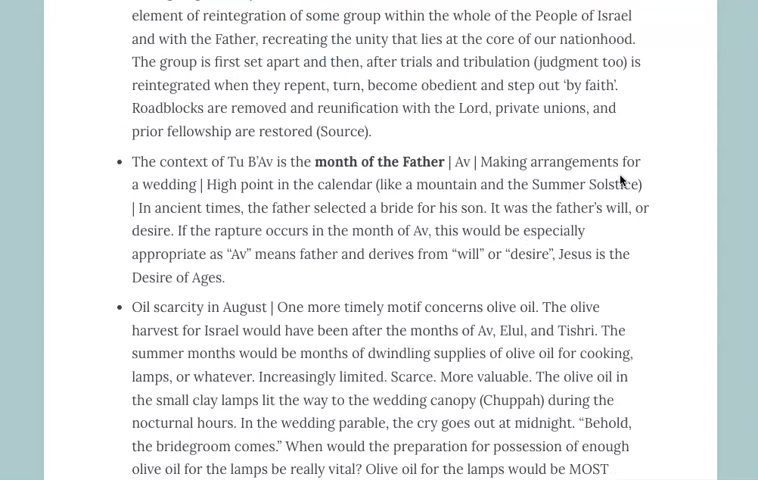 element of reintegration of some group within the whole of the People of Israel
and with the Father, recreating the unity that lies at the core of our nationhood.
The group is first set apart and then, after trials and tribulation (judgment too) is
reintegrated when they repent, turn, become obedient and step out ‘by faith’.
Roadblocks are removed and reunification with the Lord, private unions, and
prior fellowship are restored (Source).
• The context of Tu B’Av is the month of the Father | Av | Making arrangements for
a wedding | High point in the calendar (like a mountain and the Summer Solstice)
| In ancient times, the father selected a bride for his son. It was the father’s will, or
desire. If the rapture occurs in the month of Av, this would be especially
appropriate as “Av” means father and derives from “will” or “desire”, Jesus is the
Desire of Ages.
• Oil scarcity in August | One more timely motif concerns olive oil. The olive
harvest for Israel would have been after the months of Av, Elul, and Tishri. The
summer months would be months of dwindling supplies of olive oil for cooking,
lamps, or whatever. Increasingly limited. Scarce. More valuable. The olive oil in
the small clay lamps lit the way to the wedding canopy (Chuppah) during the
nocturnal hours. In the wedding parable, the cry goes out at midnight. “Behold,
the bridegroom comes.” When would the preparation for possession of enough
olive oil for the lamps be really vital? Olive oil for the lamps would be MOST